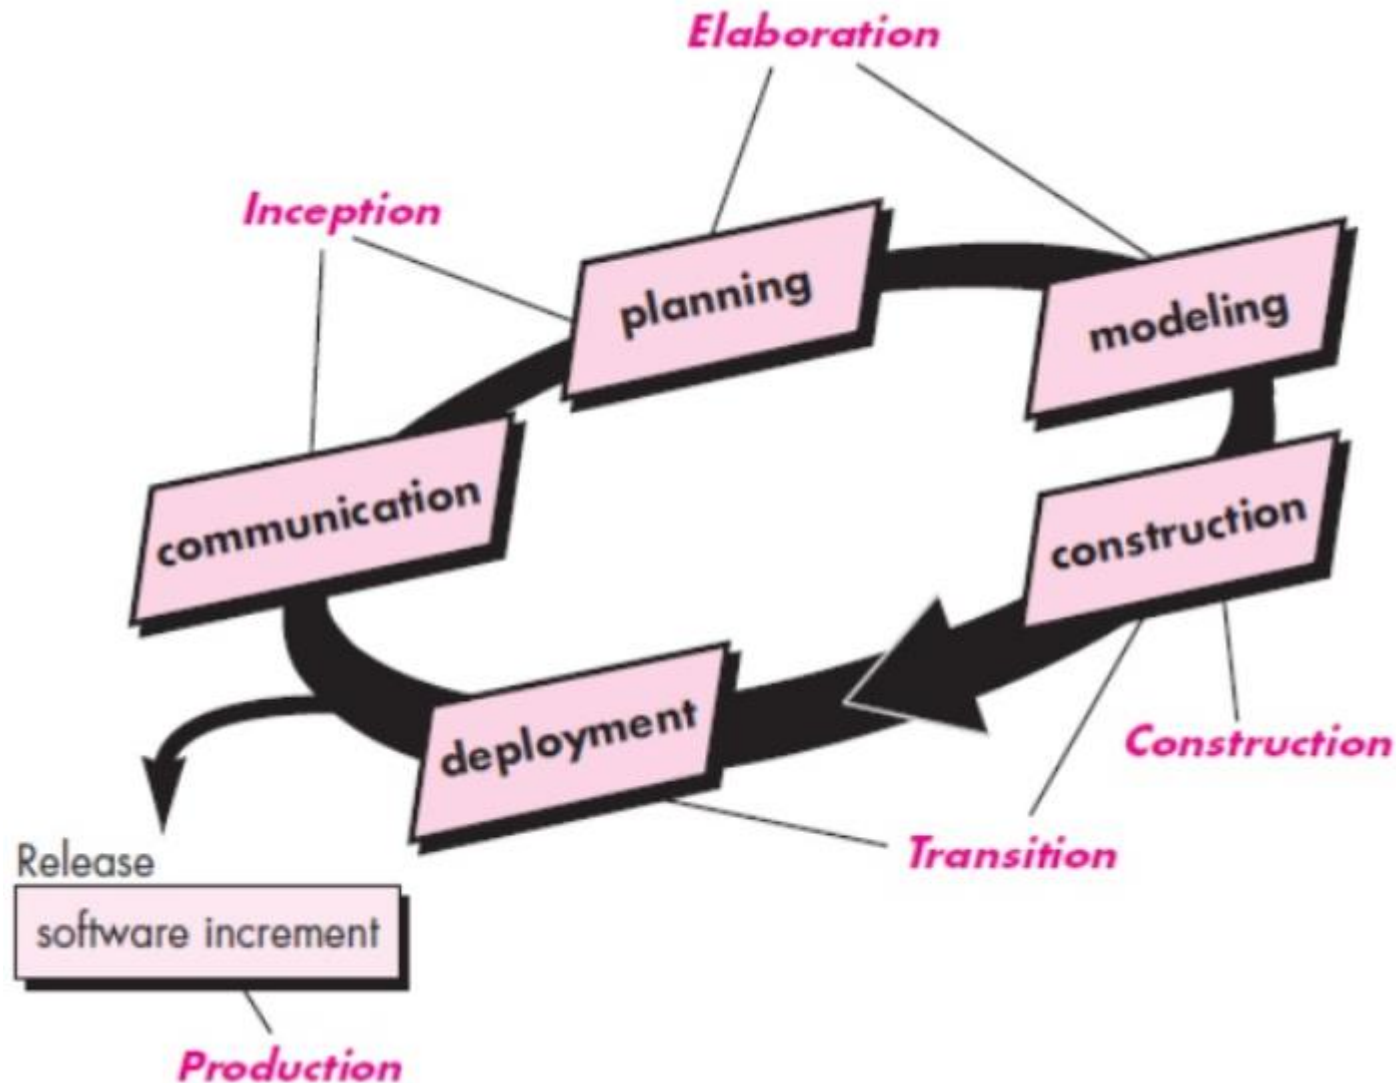 Elaboration
Inception
planning
modeling
communication
construction
deployment
Construction
Transition
Release
software increment
Production